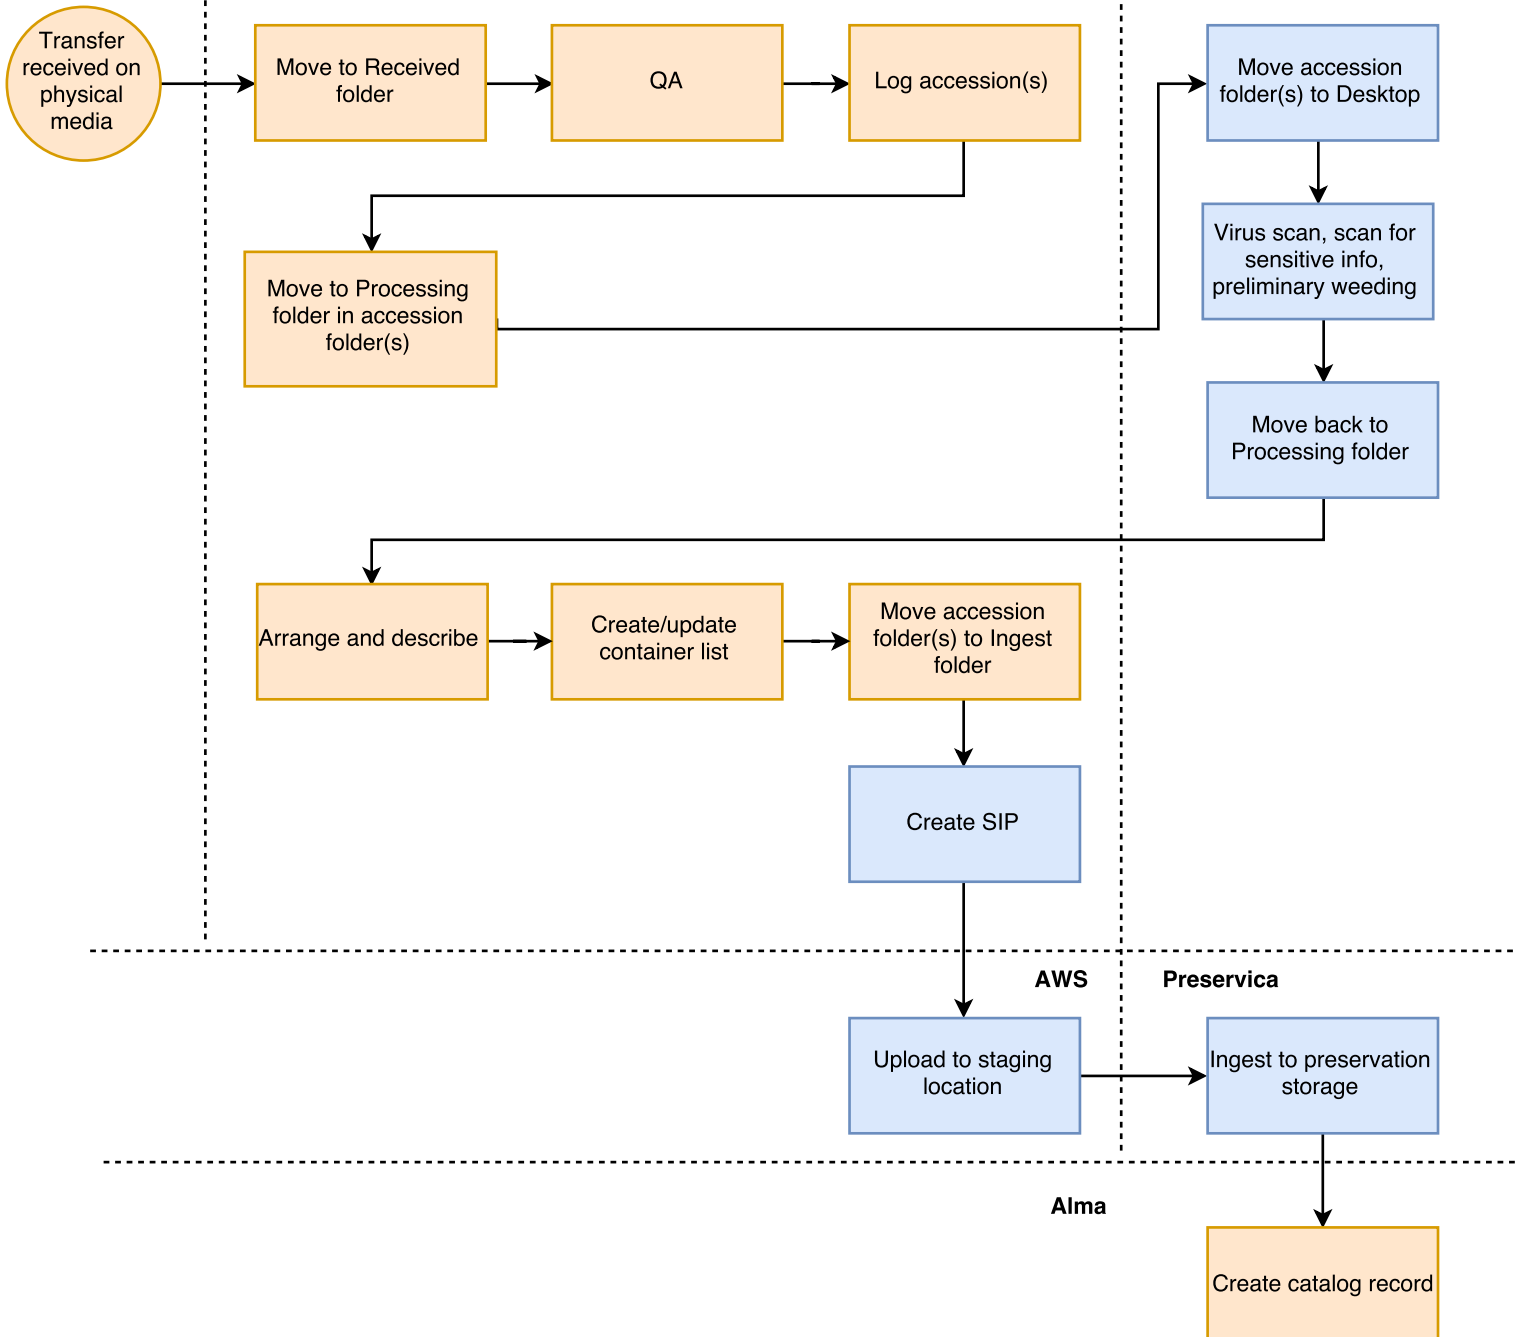 Transfer
received on
physical
media
Move to Received
folder
QA
Log accession(s)
Move accession
folder(s) to Desktop
Virus scan, scan for
sensitive info,
preliminary weeding
Move to Processing
folder in accession
folder(s)
Move back to
Processing folder
Arrange and describe
Create/update
container list
Move accession
folder(s) to Ingest
folder
Create SIP
AWS
Preservica
Upload to staging
location
Ingest to preservation
storage
Alma
Create catalog record